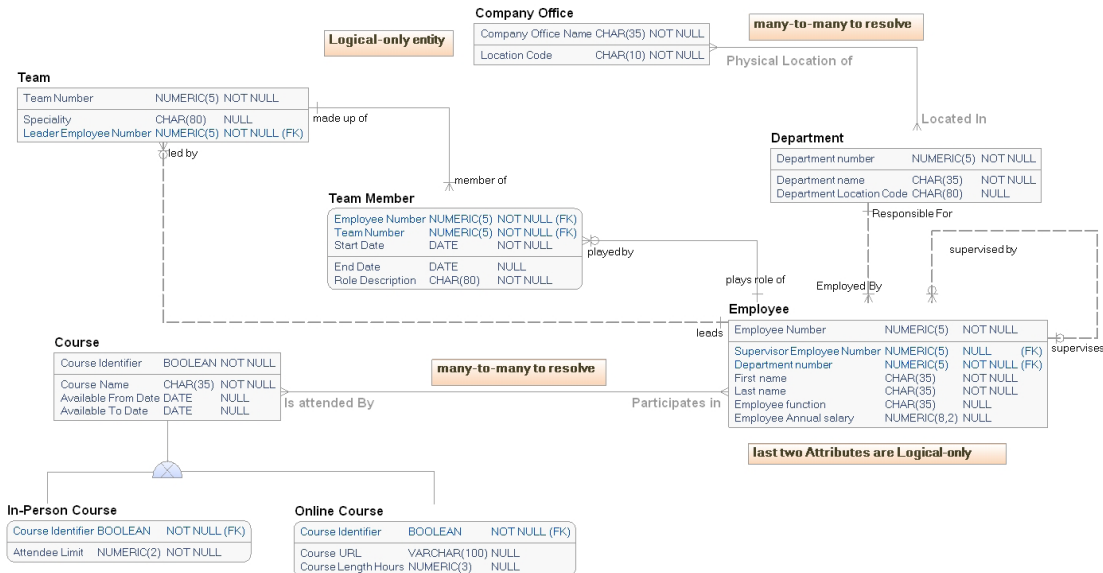 Company Office
Company Office Name CHAR(35) NOT NULL
Location Code CHAR(10) NOT NULL
many-to-many to resolve
Logical-only entity
Physical Location of
Located In
Team
Team Number NUMERIC(5) NOT NULL
Speciality CHAR(80) NULL
Leader Employee Number NUMERIC(5) NOT NULL (FK)
made up of
led by
member of
Department
Department number NUMERIC(5) NOT NULL
Department name CHAR(35) NOT NULL
Department Location Code CHAR(80) NULL
Responsible For
Employed By
supervised by
supervises
Team Member
Employee Number NUMERIC(5) NOT NULL (FK)
Team Number NUMERIC(5) NOT NULL (FK)
Start Date DATE NOT NULL
End Date DATE NULL
Role Description CHAR(80) NOT NULL
played by
plays role of
leads
Employee
Employee Number NUMERIC(5) NOT NULL
Supervisor Employee Number NUMERIC(5) NULL (FK)
Department number NUMERIC(5) NOT NULL (FK)
First name CHAR(35) NOT NULL
Last name CHAR(35) NOT NULL
Employee function CHAR(35) NULL
Employee Annual salary NUMERIC(8,2) NULL
last two Attributes are Logical-only
Course
Course Identifier BOOLEAN NOT NULL
Course Name CHAR(35) NOT NULL
Available From Date DATE NULL
Available To Date DATE NULL
many-to-many to resolve
Is attended By
Participates in
In-Person Course
Course Identifier BOOLEAN NOT NULL (FK)
Attendee Limit NUMERIC(2) NOT NULL
Online Course
Course Identifier BOOLEAN NOT NULL (FK)
Course URL VARCHAR(100) NULL
Course Length Hours NUMERIC(3) NULL